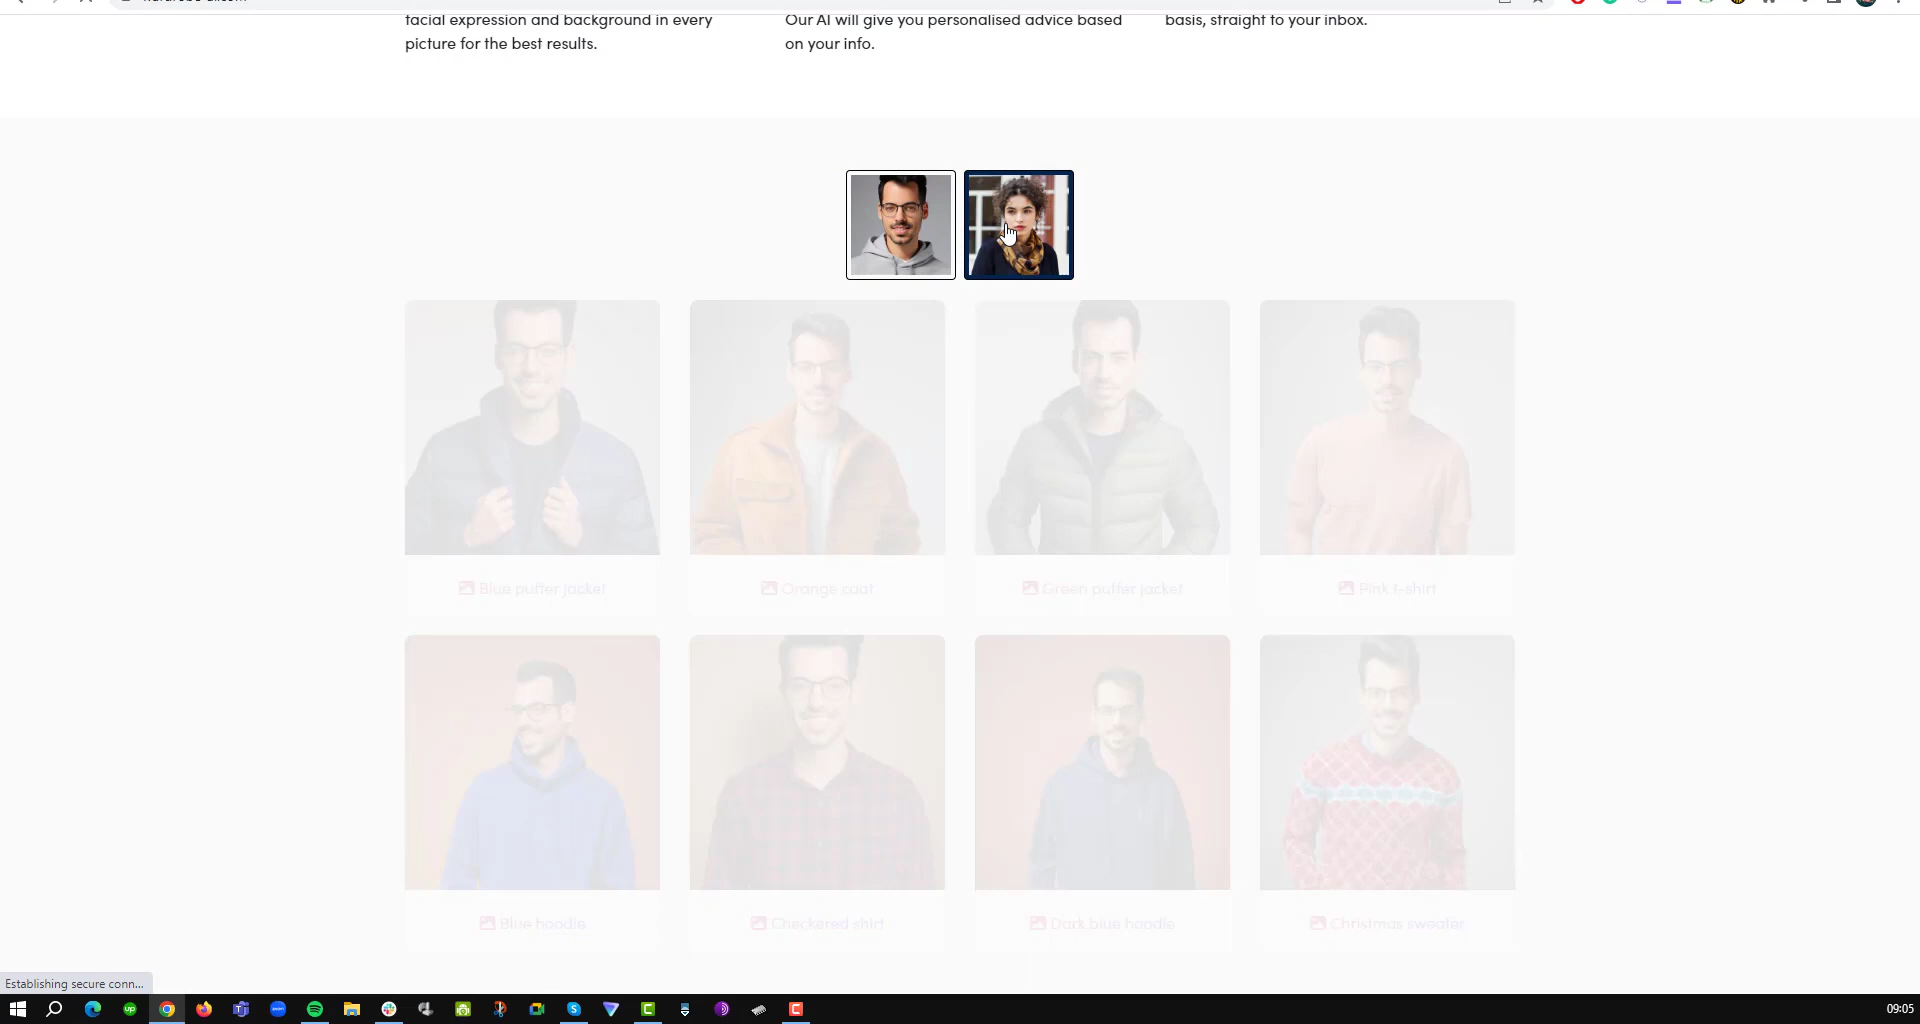 facial expression and background in every
picture for the best results.
Our AI will give you personalised advice based
on your info.
basis, straight to your inbox.
Blue puffer jacket
Orange coat
Green puffer jacket
Pink t-shirt
Blue hoodie
Checkered shirt
Dark blue hoodie
Christmas sweater
Establishing secure conn...
09:05